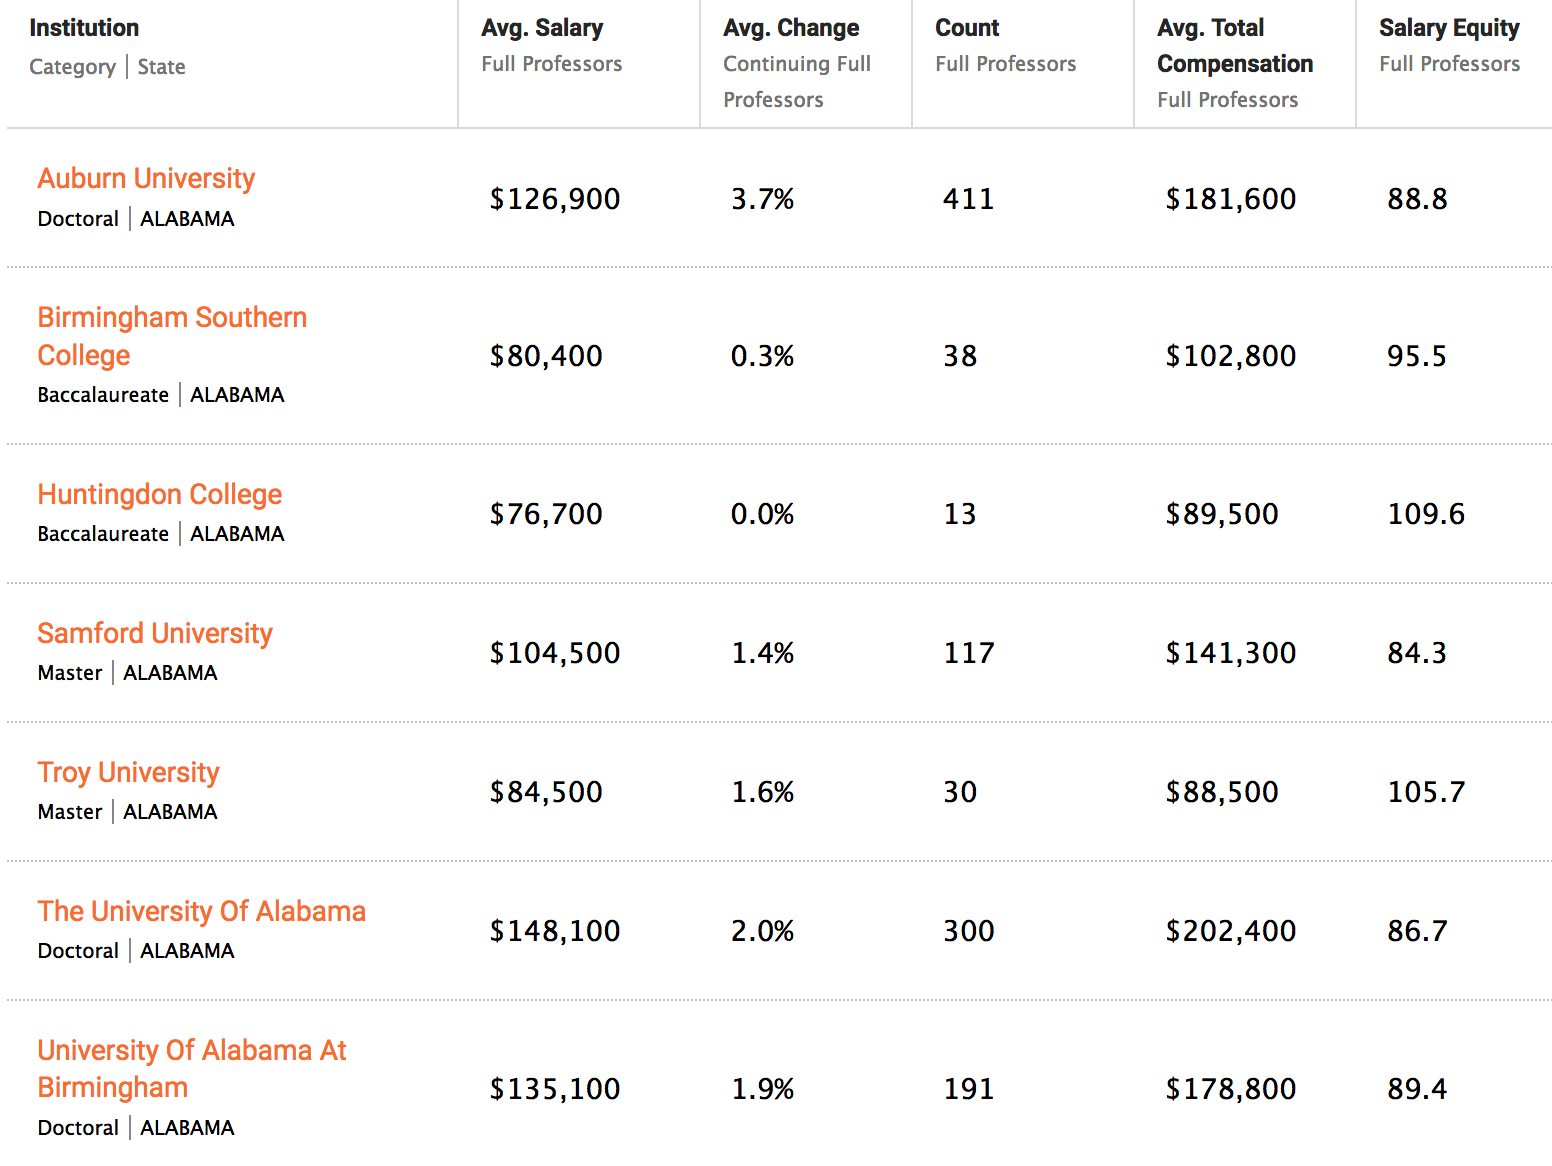 Institution
Category | State
Avg. Salary
Full Professors
Avg. Change
Continuing Full
Professors
Count
Full Professors
Avg. Total
Compensation
Full Professors
Salary Equity
Full Professors
Auburn University
Doctoral | ALABAMA
$126,900 3.7% 411 $181,600 88.8
Birmingham Southern
College
Baccalaureate | ALABAMA
$80,400 0.3% 38 $102,800 95.5
Huntingdon College
Baccalaureate | ALABAMA
$76,700 0.0% 13 $89,500 109.6
Samford University
Master | ALABAMA
$104,500 1.4% 117 $141,300 84.3
Troy University
Master | ALABAMA
$84,500 1.6% 30 $88,500 105.7
The University Of Alabama
Doctoral | ALABAMA
$148,100 2.0% 300 $202,400 86.7
University Of Alabama At
Birmingham
Doctoral | ALABAMA
$135,100 1.9% 191 $178,800 89.4